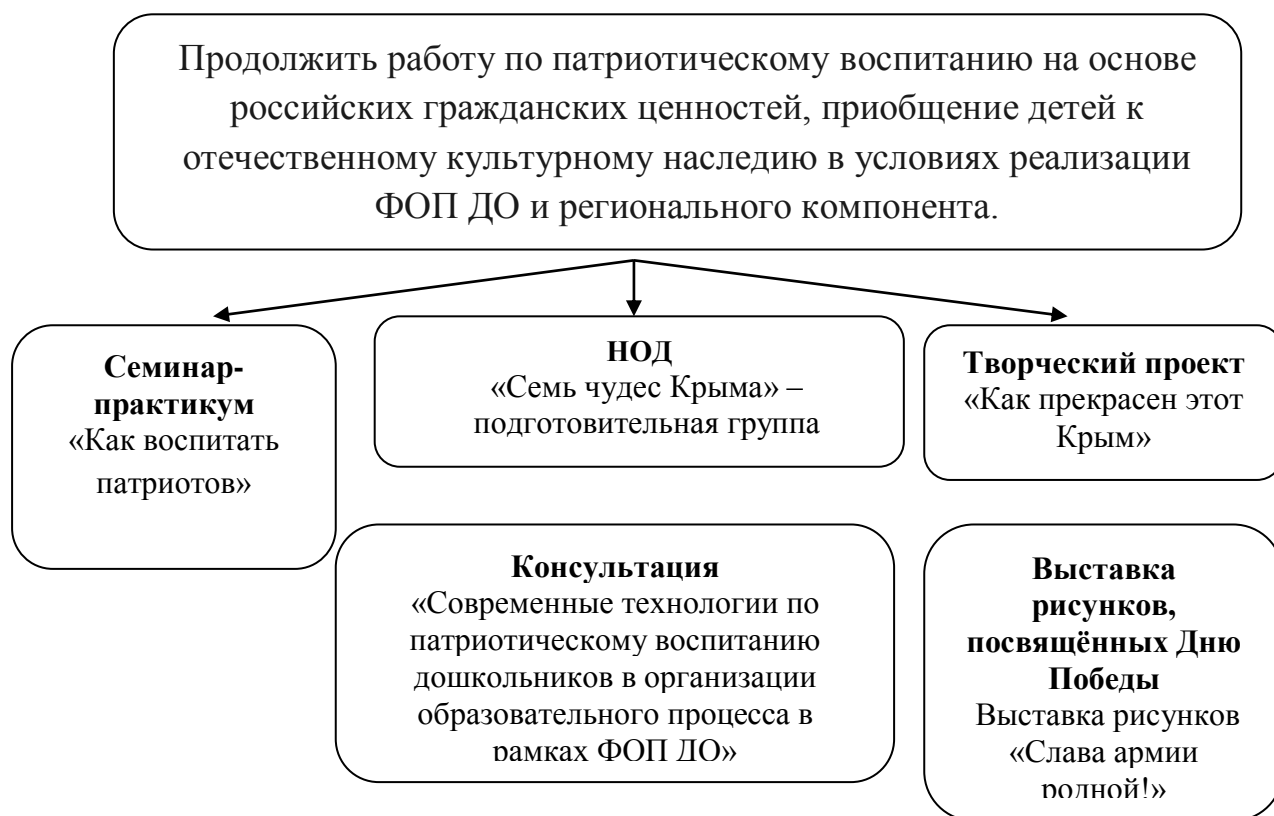 Продолжить работу по патриотическому воспитанию на основе
российских гражданских ценностей, приобщение детей к
отечественному культурному наследию в условиях реализации
ФОП ДО и регионального компонента.
Семинар-
практикум
«Как воспитать
патриотов»
НОД
«Семь чудес Крыма» –
подготовительная группа
Творческий проект
«Как прекрасен этот
Крым»
Консультация
«Современные технологии по
патриотическому воспитанию
дошкольников в организации
образовательного процесса в
рамках ФОП ДО»
Выставка
рисунков,
посвящённых Дню
Победы
Выставка рисунков
«Слава армии
родной!»